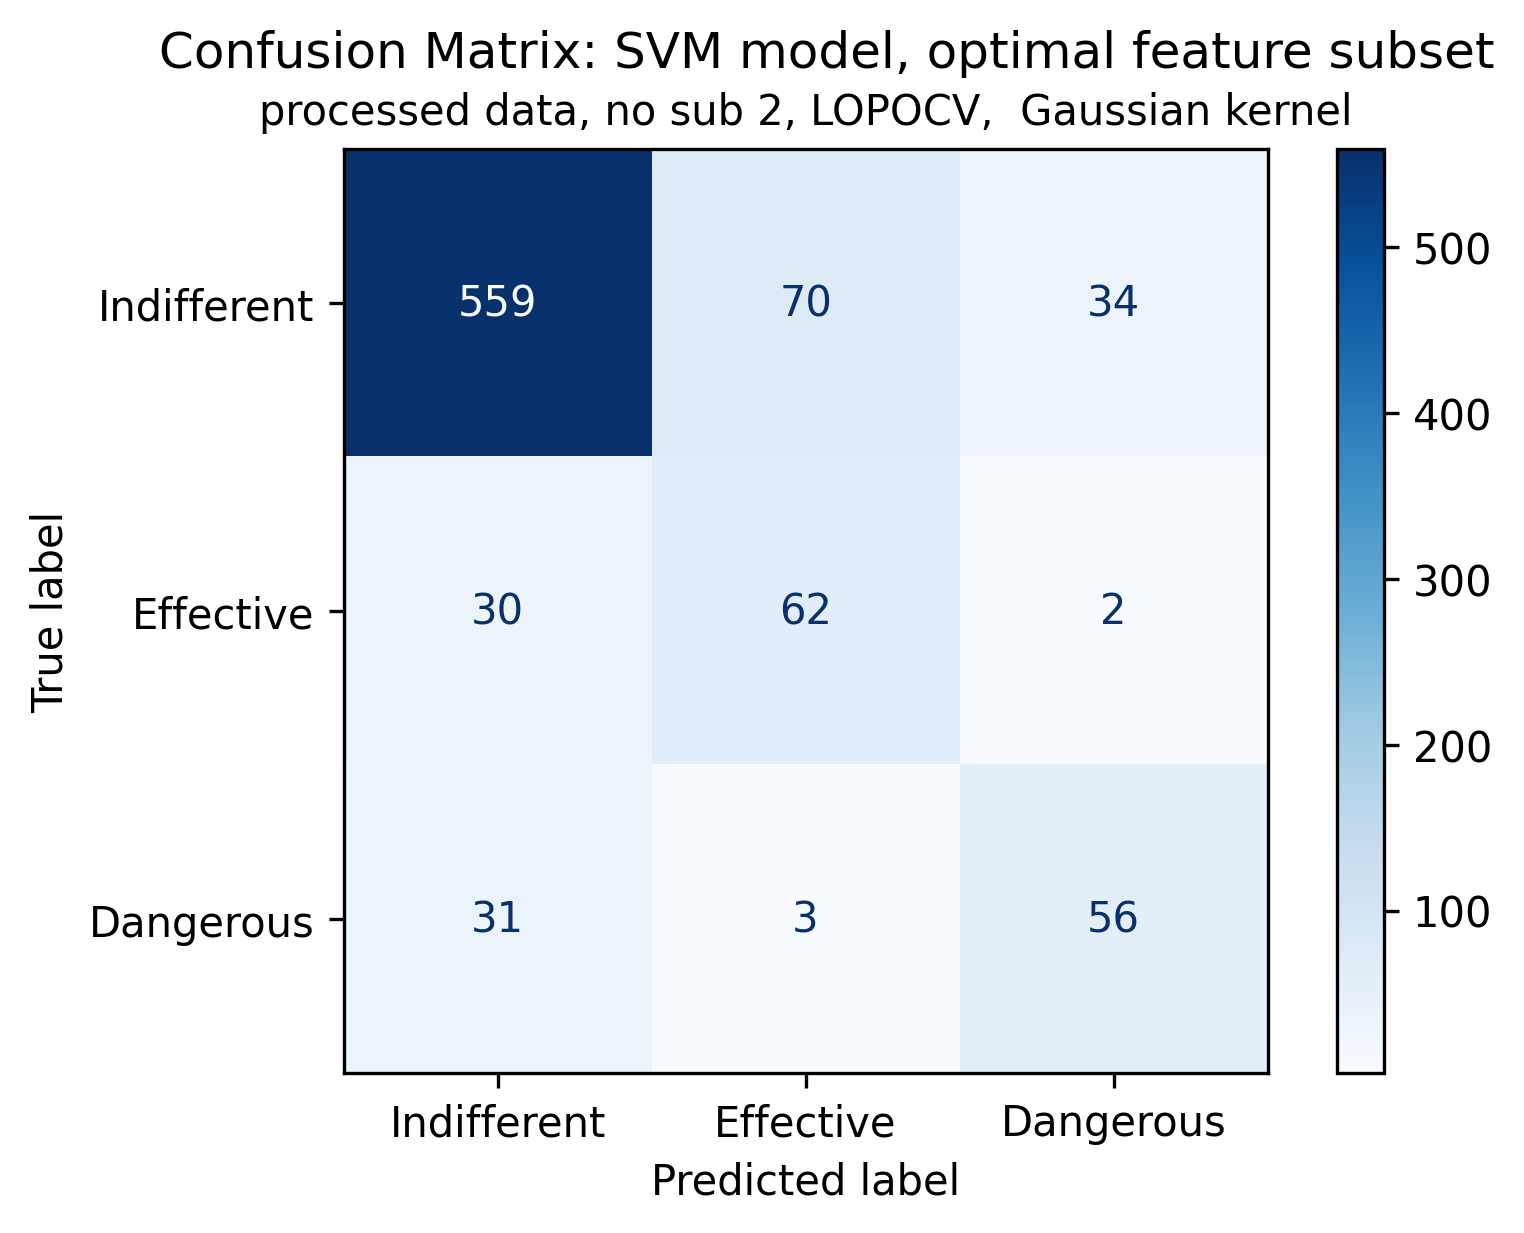 Confusion Matrix: SVM model, optimal feature subset
processed data, no sub 2, LOPOCV,  Gaussian kernel
True label
Indifferent
559
70
34
Effective
30
62
2
Dangerous
31
3
56
Indifferent
Effective
Dangerous
Predicted label
500
400
300
200
100